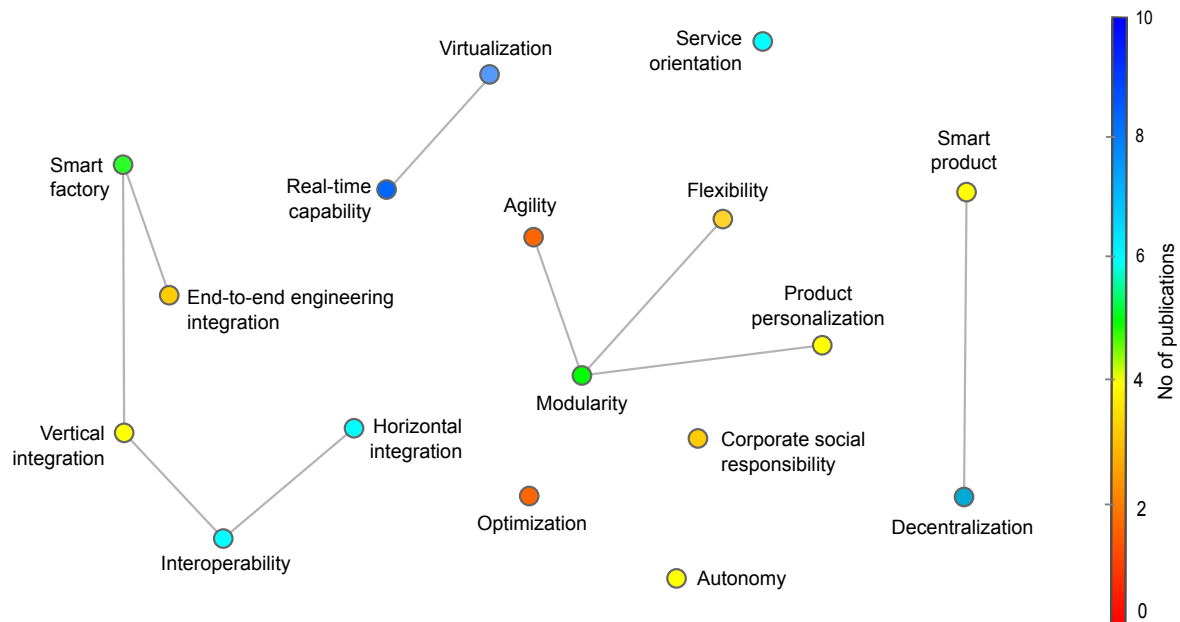 Virtualization
Service
orientation
Smart
factory
Real-time
capability
Agility
Flexibility
Smart
product
End-to-end engineering
integration
Product
personalization
Modularity
Vertical
integration
Horizontal
integration
Corporate social
responsibility
Optimization
Decentralization
Interoperability
Autonomy
10
8
6
4
2
0
No of publications